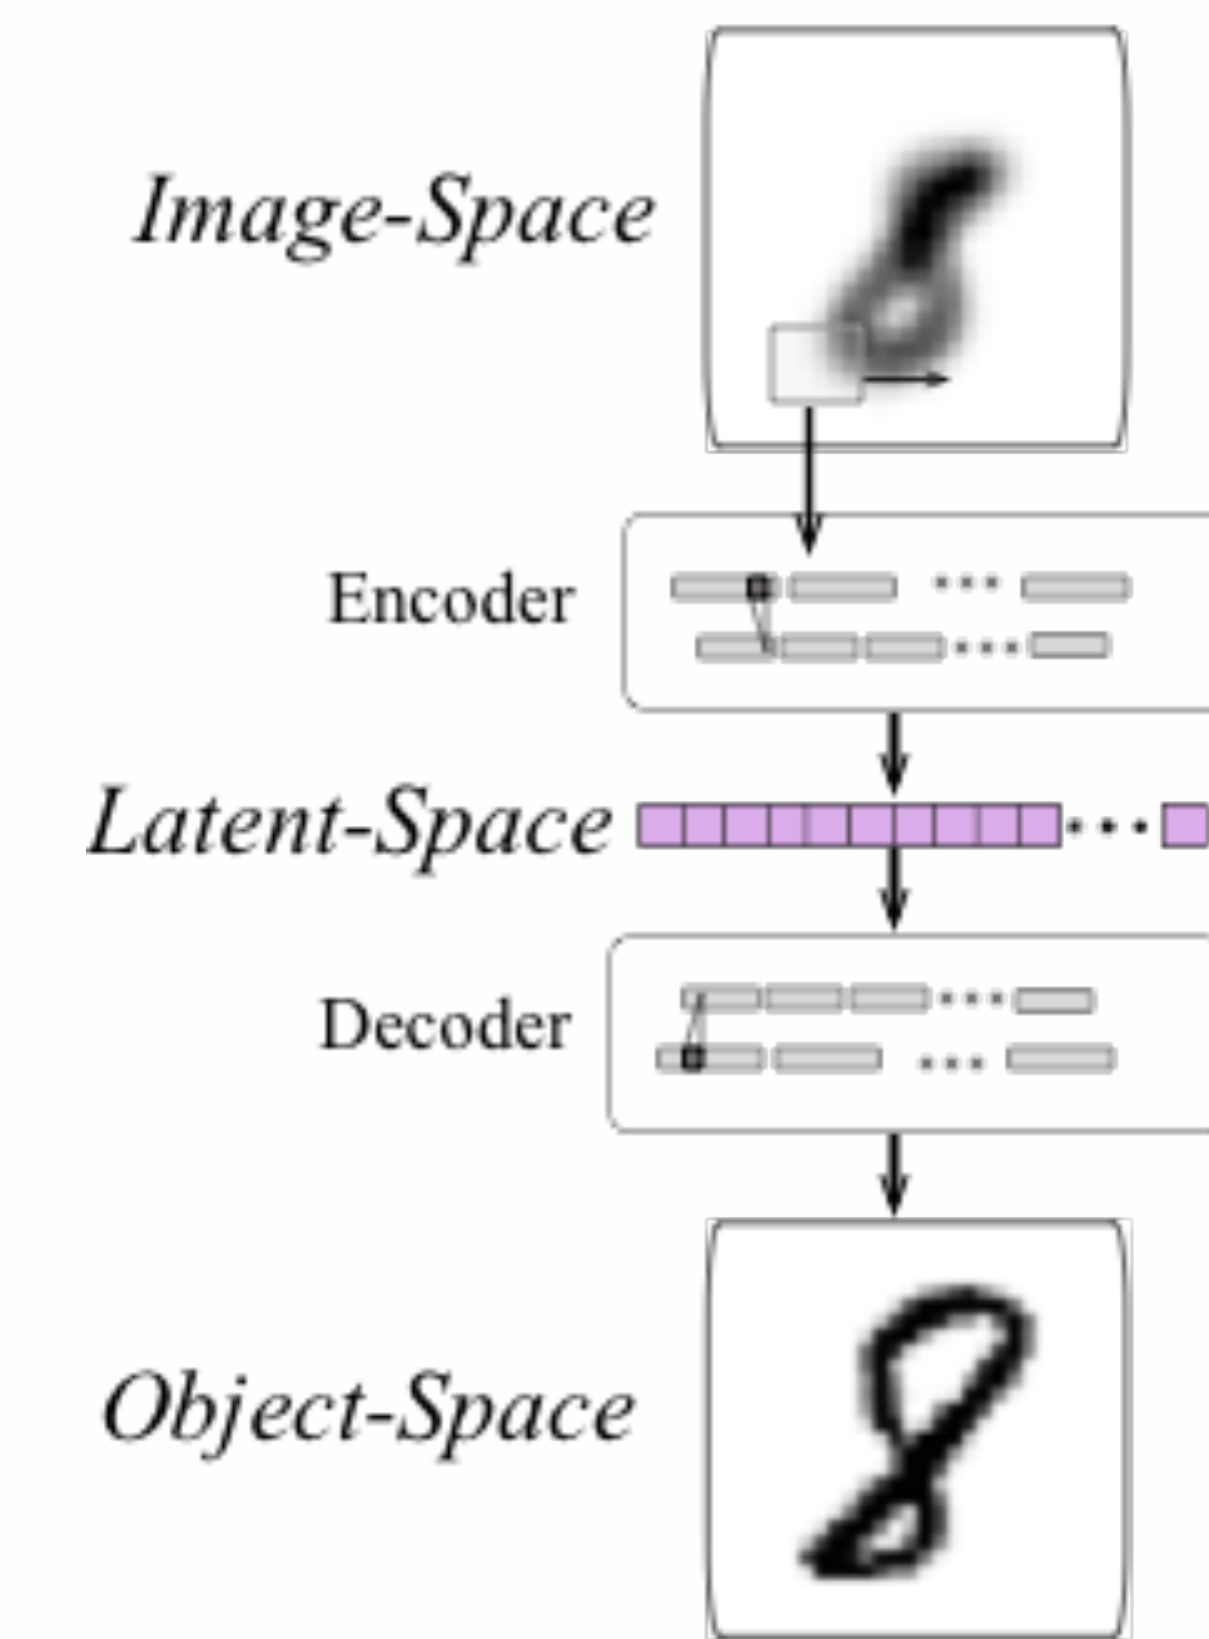 Image-Space
Encoder
Latent-Space
Decoder
Object-Space